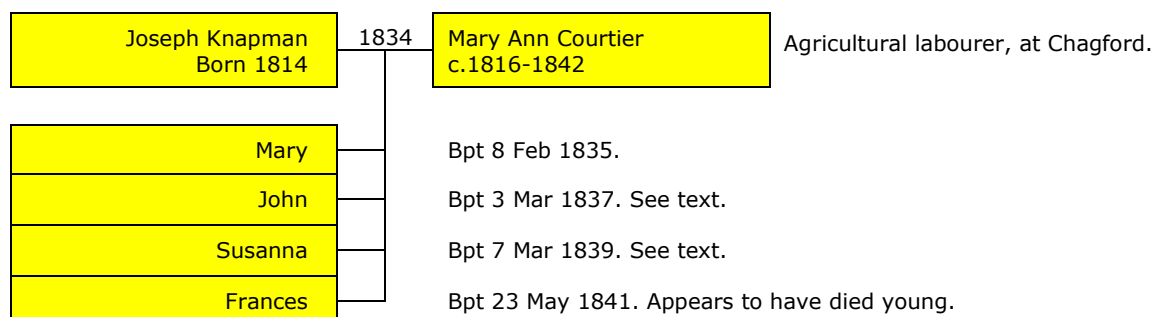 Joseph Knapman 1834 Mary Ann Courtier Agricultural labourer, at Chagford.
Born 1814 c.1816-1842
Mary Bpt 8 Feb 1835.
John Bpt 3 Mar 1837. See text.
Susanna Bpt 7 Mar 1839. See text.
Frances Bpt 23 May 1841. Appears to have died young.